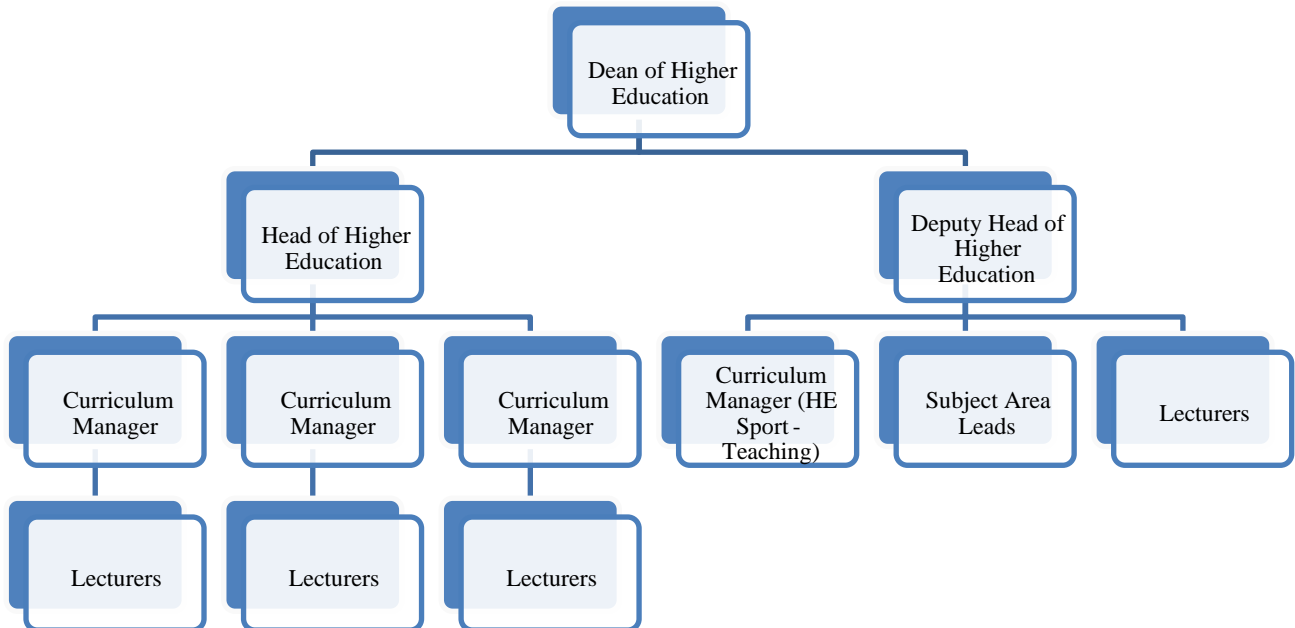 Dean of Higher
Education
Head of Higher
Education
Deputy Head of
Higher
Education
Curriculum
Manager
Curriculum
Manager
Curriculum
Manager
Curriculum
Manager (HE
Sport -
Teaching)
Subject Area
Leads
Lecturers
Lecturers
Lecturers
Lecturers